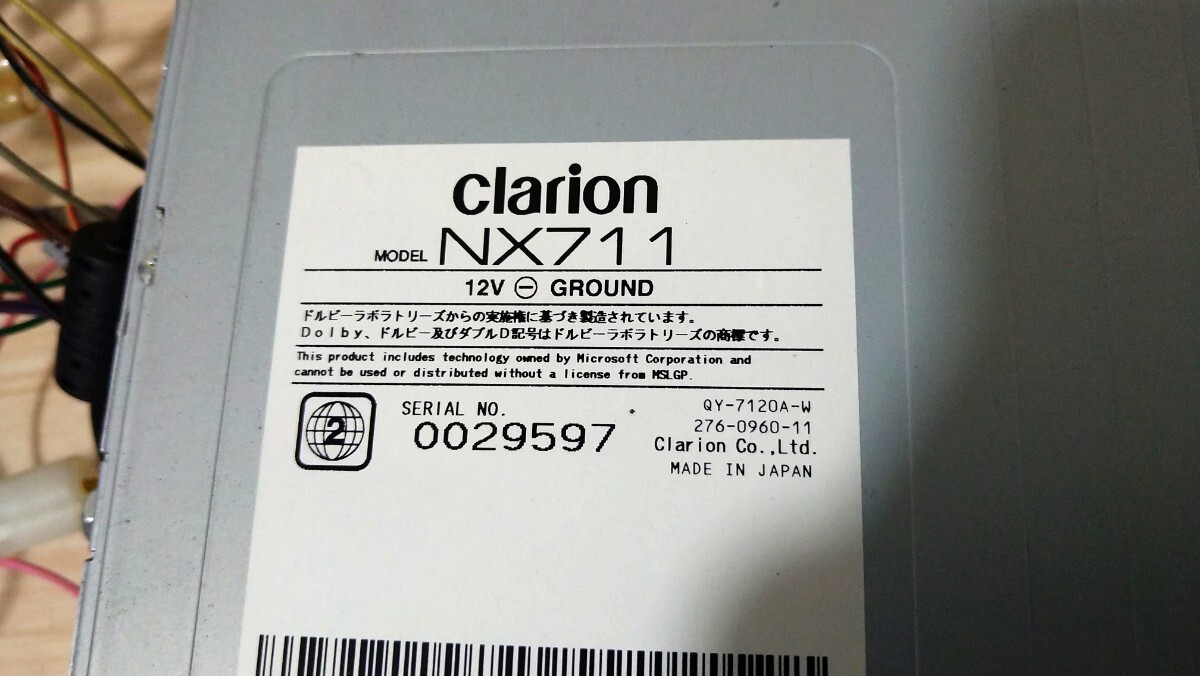 clarion
MODEL NX711
12V ⊖ GROUND
ドルビーラボラトリーズからの実施権に基づき製造されています。
Dolby、ドルビー及びダブルD記号はドルビーラボラトリーズの商標です。
This product includes technology owned by Microsoft Corporation and
cannot be used or distributed without a license from MSLGP.
2
SERIAL NO.
0029597
QY-7120A-W
276-0960-11
Clarion Co.,Ltd.
MADE IN JAPAN